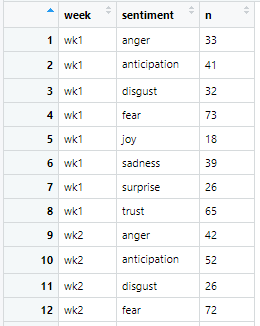 week sentiment n
1 wk1 anger 33
2 wk1 anticipation 41
3 wk1 disgust 32
4 wk1 fear 73
5 wk1 joy 18
6 wk1 sadness 39
7 wk1 surprise 26
8 wk1 trust 65
9 wk2 anger 42
10 wk2 anticipation 52
11 wk2 disgust 26
12 wk2 fear 72